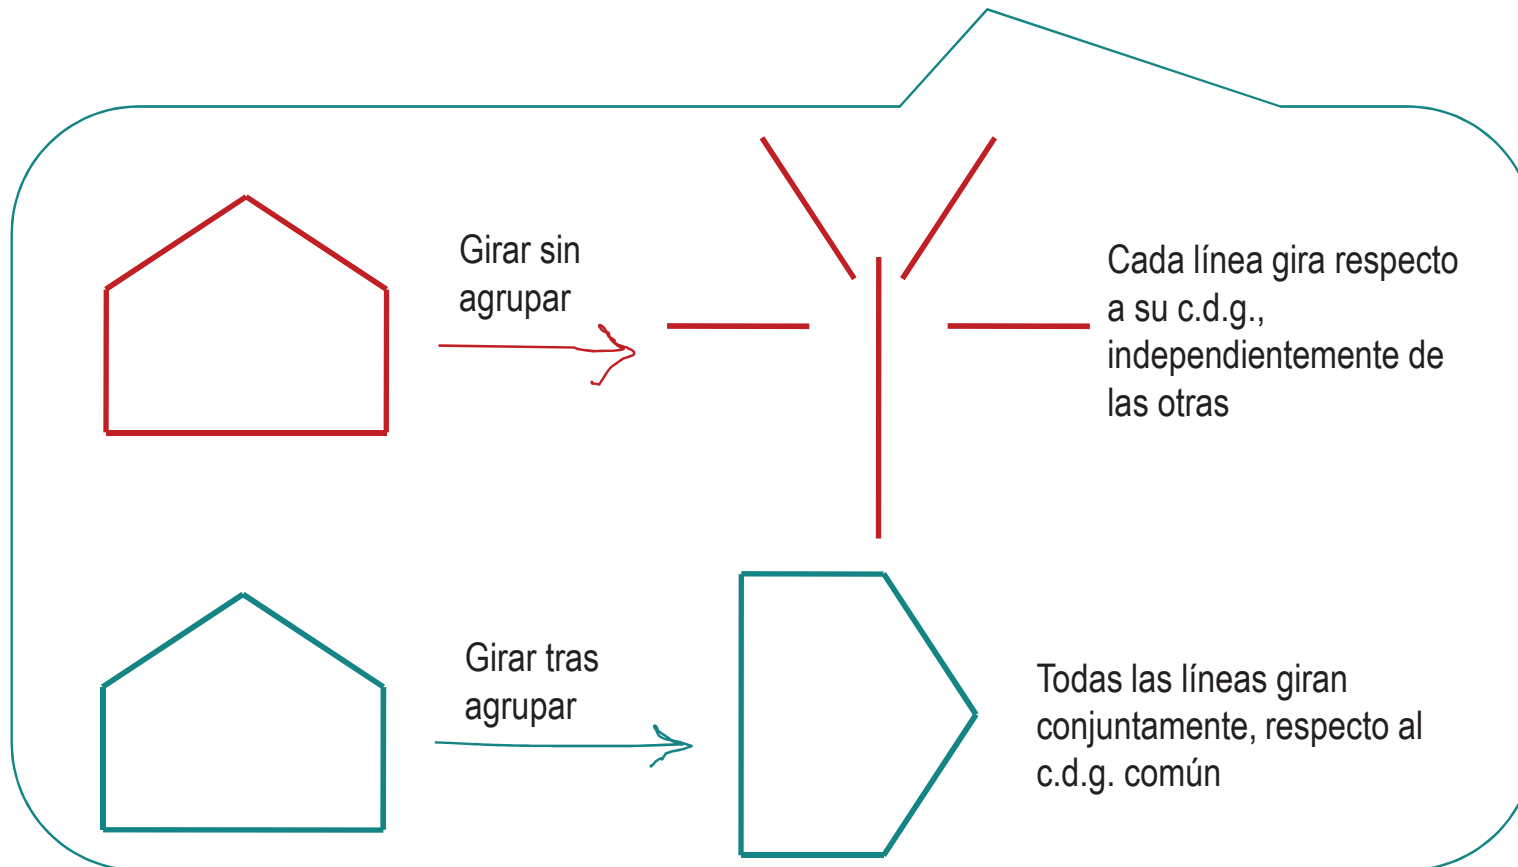 Girar sin
agrupar
Cada línea gira respecto
a su c.d.g.,
independientemente de
las otras
Girar tras
agrupar
Todas las líneas giran
conjuntamente, respecto al
c.d.g. común